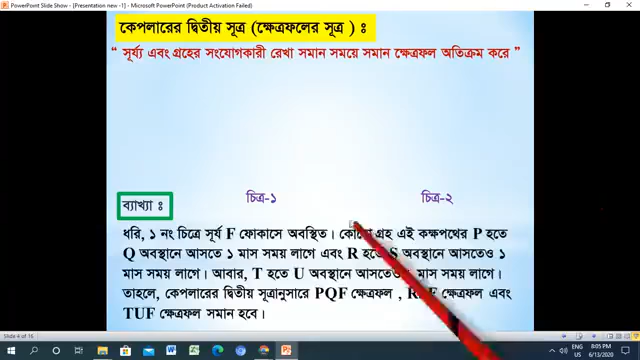 PowerPoint Slide Show - [Presentation new -1] - Microsoft PowerPoint (Product Activation Failed)
কেপলারের দ্বিতীয় সূত্র (ক্ষেত্রফলের সূত্র ) ঃ
“ সূর্য্য এবং গ্রহের সংযোগকারী রেখা সমান সময়ে সমান ক্ষেত্রফল অতিক্রম করে ”
চিত্র-১ চিত্র-২
ব্যাখ্যা ঃ
ধরি, ১ নং চিত্রে সূর্য F ফোকাসে অবস্থিত। কোনো গ্রহ এই কক্ষপথের P হতে
Q অবস্থানে আসতে ১ মাস সময় লাগে এবং R হতে S অবস্থানে আসতেও ১
মাস সময় লাগে। আবার, T হতে U অবস্থানে আসতেও মাস সময় লাগে।
তাহলে, কেপলারের দ্বিতীয় সূত্রানুসারে PQF ক্ষেত্রফল , ক্ষেত্রফল এবং
TUF ক্ষেত্রফল সমান হবে।
Slide 4 of 16
ENG 8:05 PM
US 6/13/2020